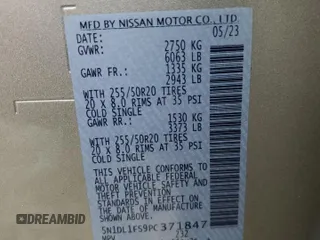 MFD BY NISSAN MOTOR CO., LTD
DATE: 05/23
GVWR: 2750 KG
6063 LB
GAWR FR.: 1335 KG
2943 LB
WITH 255/50R20 TIRES
20 X 8.0 RIMS AT 35 PSI
COLD SINGLE
GAWR RR.: 1530 KG
3373 LB
WITH 255/50R20 TIRES
20 X 8.0 RIMS AT 35 PSI
COLD SINGLE
THIS VEHICLE CONFORMS TO
ALL APPLICABLE FEDERAL
MOTOR VEHICLE SAFETY AND
THEFT PREVENTION
STANDARDS IN EFFECT ON
THE DATE OF MANUFACTURE
SHOWN ABOVE.
5N1DL1FS9PC371847
MPV
DREAMBID